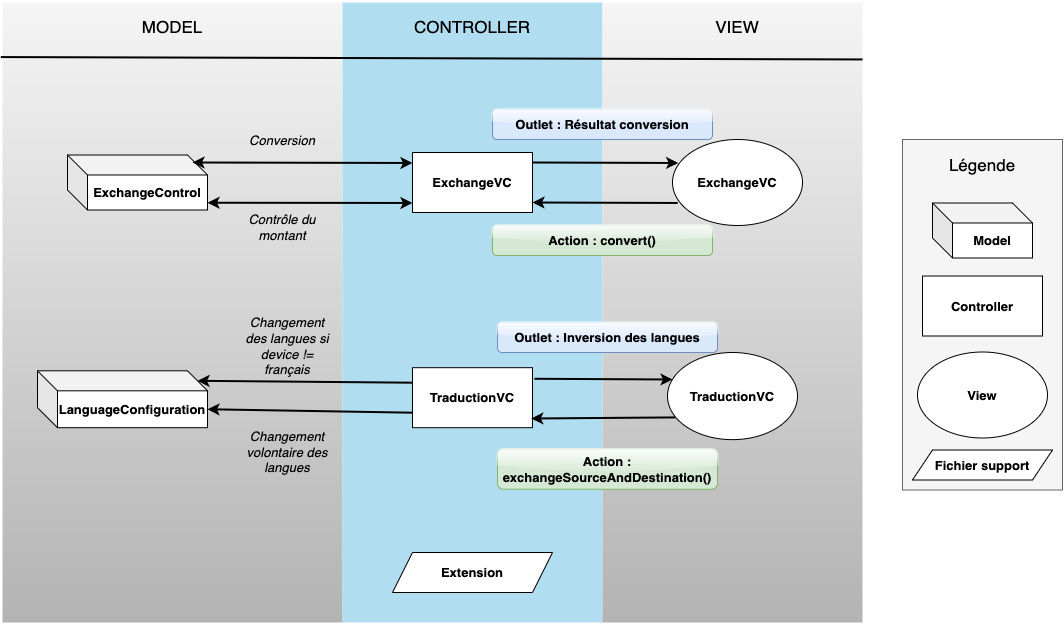 MODEL
CONTROLLER
VIEW
Outlet : Résultat conversion
Conversion
ExchangeControl
ExchangeVC
ExchangeVC
Contrôle du
montant
Action : convert()
Changement
des langues si
device !=
français
Outlet : Inversion des langues
LanguageConfiguration
TraductionVC
TraductionVC
Changement
volontaire des
langues
Action :
exchangeSourceAndDestination()
Extension
Légende
Model
Controller
View
Fichier support